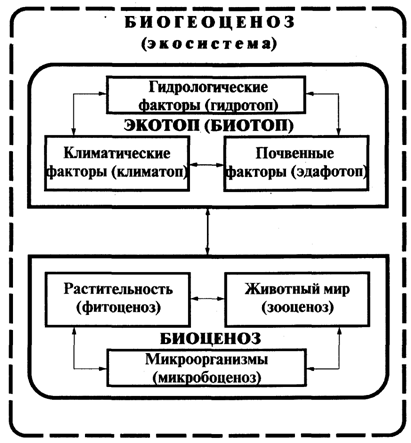 БИОГЕОЦЕНОЗ
(экосистема)
Гидрологические
факторы (гидротоп)
ЭКОТОП (БИОТОП)
Климатические
факторы (климатоп)
Почвенные
факторы (эдафотоп)
Растительность
(фитоценоз)
Животный мир
(зооценоз)
БИОЦЕНОЗ
Микроорганизмы
(микробоценоз)